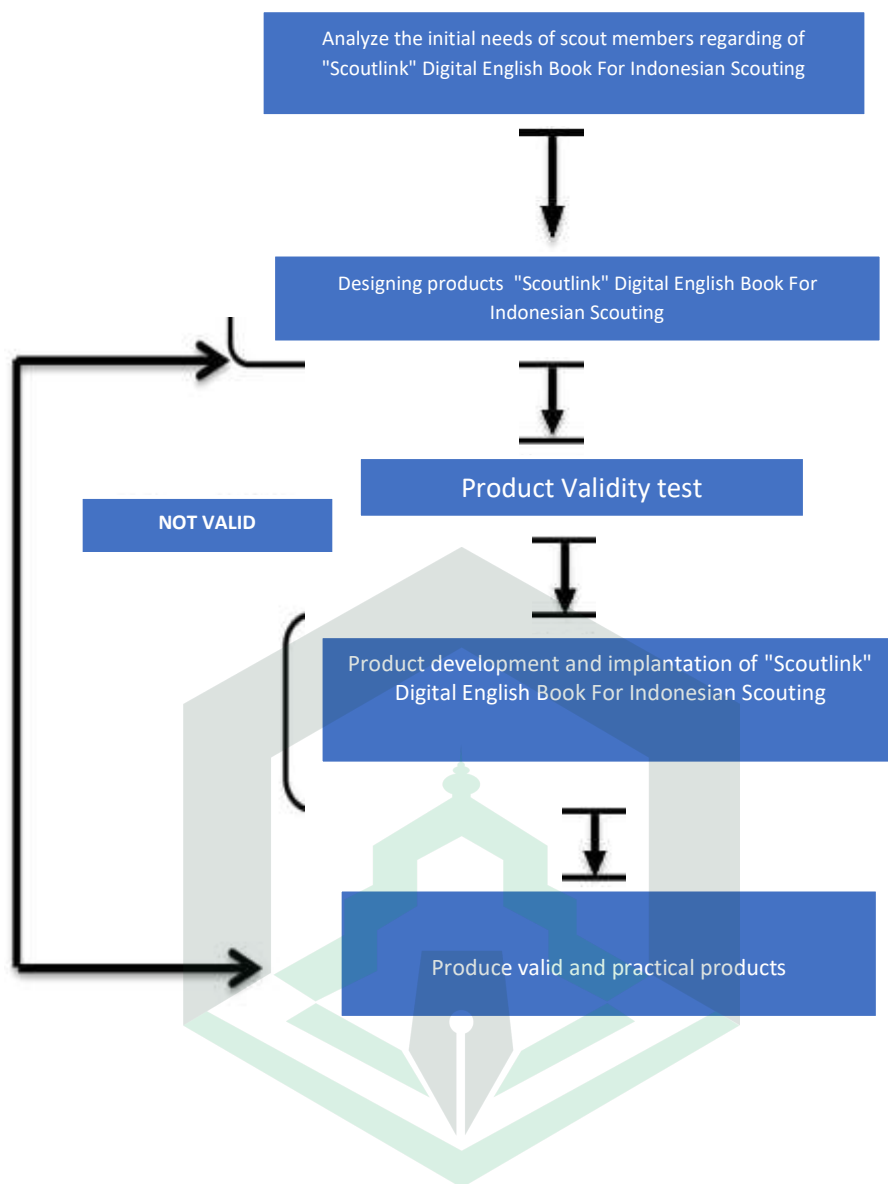 Analyze the initial needs of scout members regarding of
"Scoutlink" Digital English Book For Indonesian Scouting
Designing products "Scoutlink" Digital English Book For
Indonesian Scouting
Product Validity test
NOT VALID
Product development and implantation of "Scoutlink"
Digital English Book For Indonesian Scouting
Produce valid and practical products